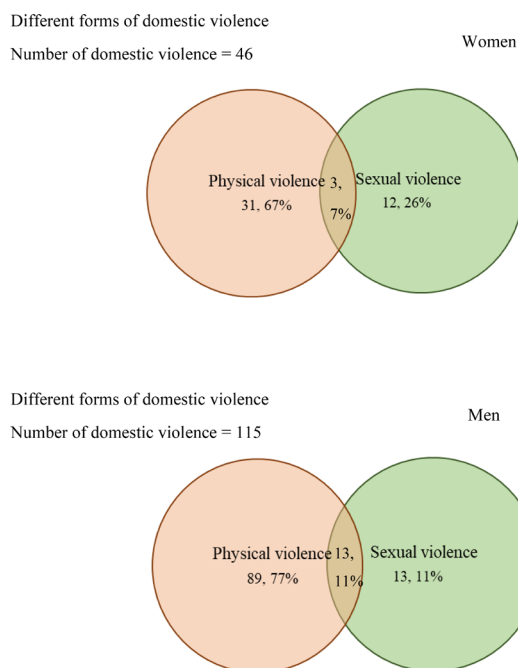 Different forms of domestic violence
Women
Number of domestic violence = 46
Physical violence 3, Sexual violence
31, 67% 7% 12, 26%
Different forms of domestic violence
Men
Number of domestic violence = 115
Physical violence 13, Sexual violence
89, 77% 11% 13, 11%